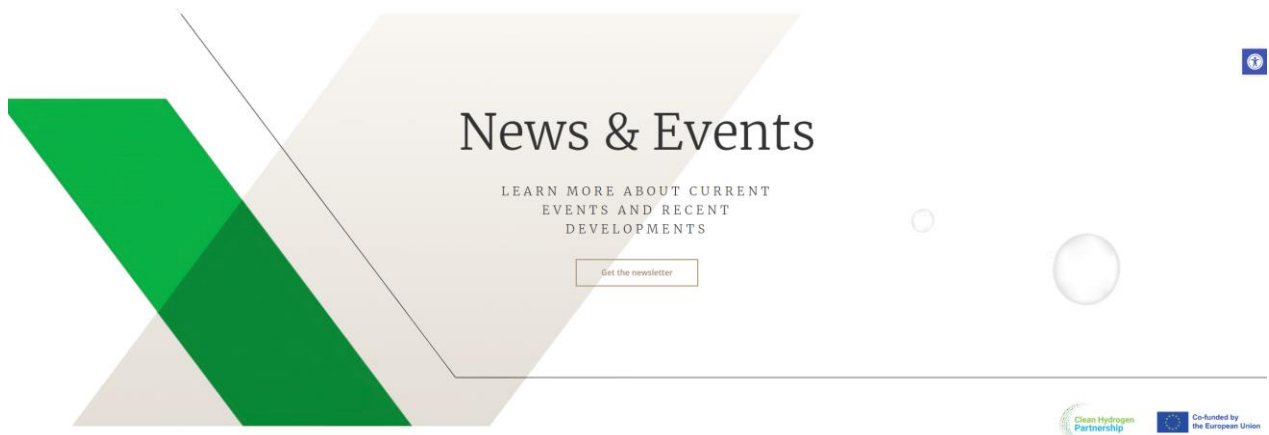 News & Events
LEARN MORE ABOUT CURRENT
EVENTS AND RECENT
DEVELOPMENTS
Get the newsletter
Clean Hydrogen
Partnership
Co-funded by
the European Union